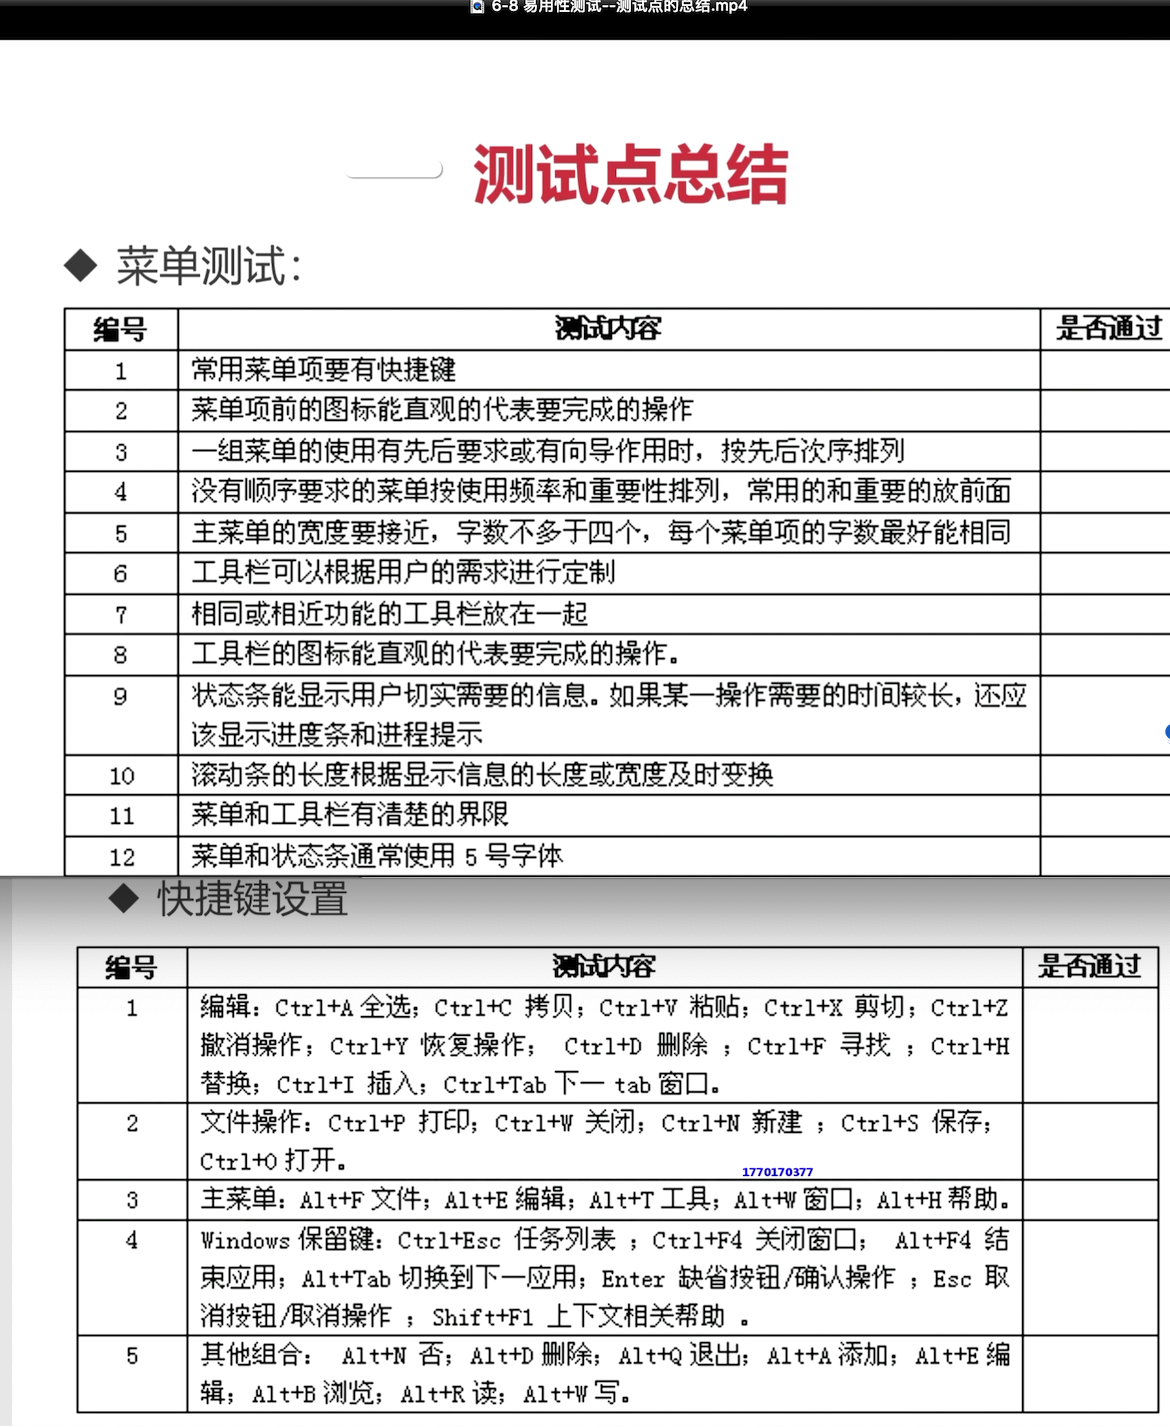 6-8 易用性测试--测试点的总结.mp4
测试点总结
◆ 菜单测试：
编号 测试内容 是否通过
1 常用菜单项要有快捷键
2 菜单项前的图标能直观的代表要完成的操作
3 一组菜单的使用有先后要求或有向导作用时，按先后次序排列
4 没有顺序要求的菜单按使用频率和重要性排列，常用的和重要的放前面
5 主菜单的宽度要接近，字数不多于四个，每个菜单项的字数最好能相同
6 工具栏可以根据用户的需求进行定制
7 相同或相近功能的工具栏放在一起
8 工具栏的图标能直观的代表要完成的操作。
9 状态条能显示用户切实需要的信息。如果某一操作需要的时间较长，还应
该显示进度条和进程提示
10 滚动条的长度根据显示信息的长度或宽度及时变换
11 菜单和工具栏有清楚的界限
12 菜单和状态条通常使用 5 号字体
◆ 快捷键设置
编号 测试内容 是否通过
1 编辑：Ctrl+A 全选；Ctrl+C 拷贝；Ctrl+V 粘贴；Ctrl+X 剪切；Ctrl+Z
撤消操作；Ctrl+Y 恢复操作； Ctrl+D 删除 ；Ctrl+F 寻找 ；Ctrl+H
替换；Ctrl+I 插入；Ctrl+Tab 下一 tab 窗口。
2 文件操作：Ctrl+P 打印；Ctrl+W 关闭；Ctrl+N 新建 ；Ctrl+S 保存；
Ctrl+O 打开。
1770170377
3 主菜单：Alt+F 文件；Alt+E 编辑；Alt+T 工具；Alt+W 窗口；Alt+H 帮助。
4 Windows 保留键：Ctrl+Esc 任务列表 ；Ctrl+F4 关闭窗口； Alt+F4 结
束应用；Alt+Tab 切换到下一应用；Enter 缺省按钮/确认操作 ；Esc 取
消按钮/取消操作 ；Shift+F1 上下文相关帮助 。
5 其他组合： Alt+N 否；Alt+D 删除；Alt+Q 退出；Alt+A 添加；Alt+E 编
辑；Alt+B 浏览；Alt+R 读；Alt+W 写。